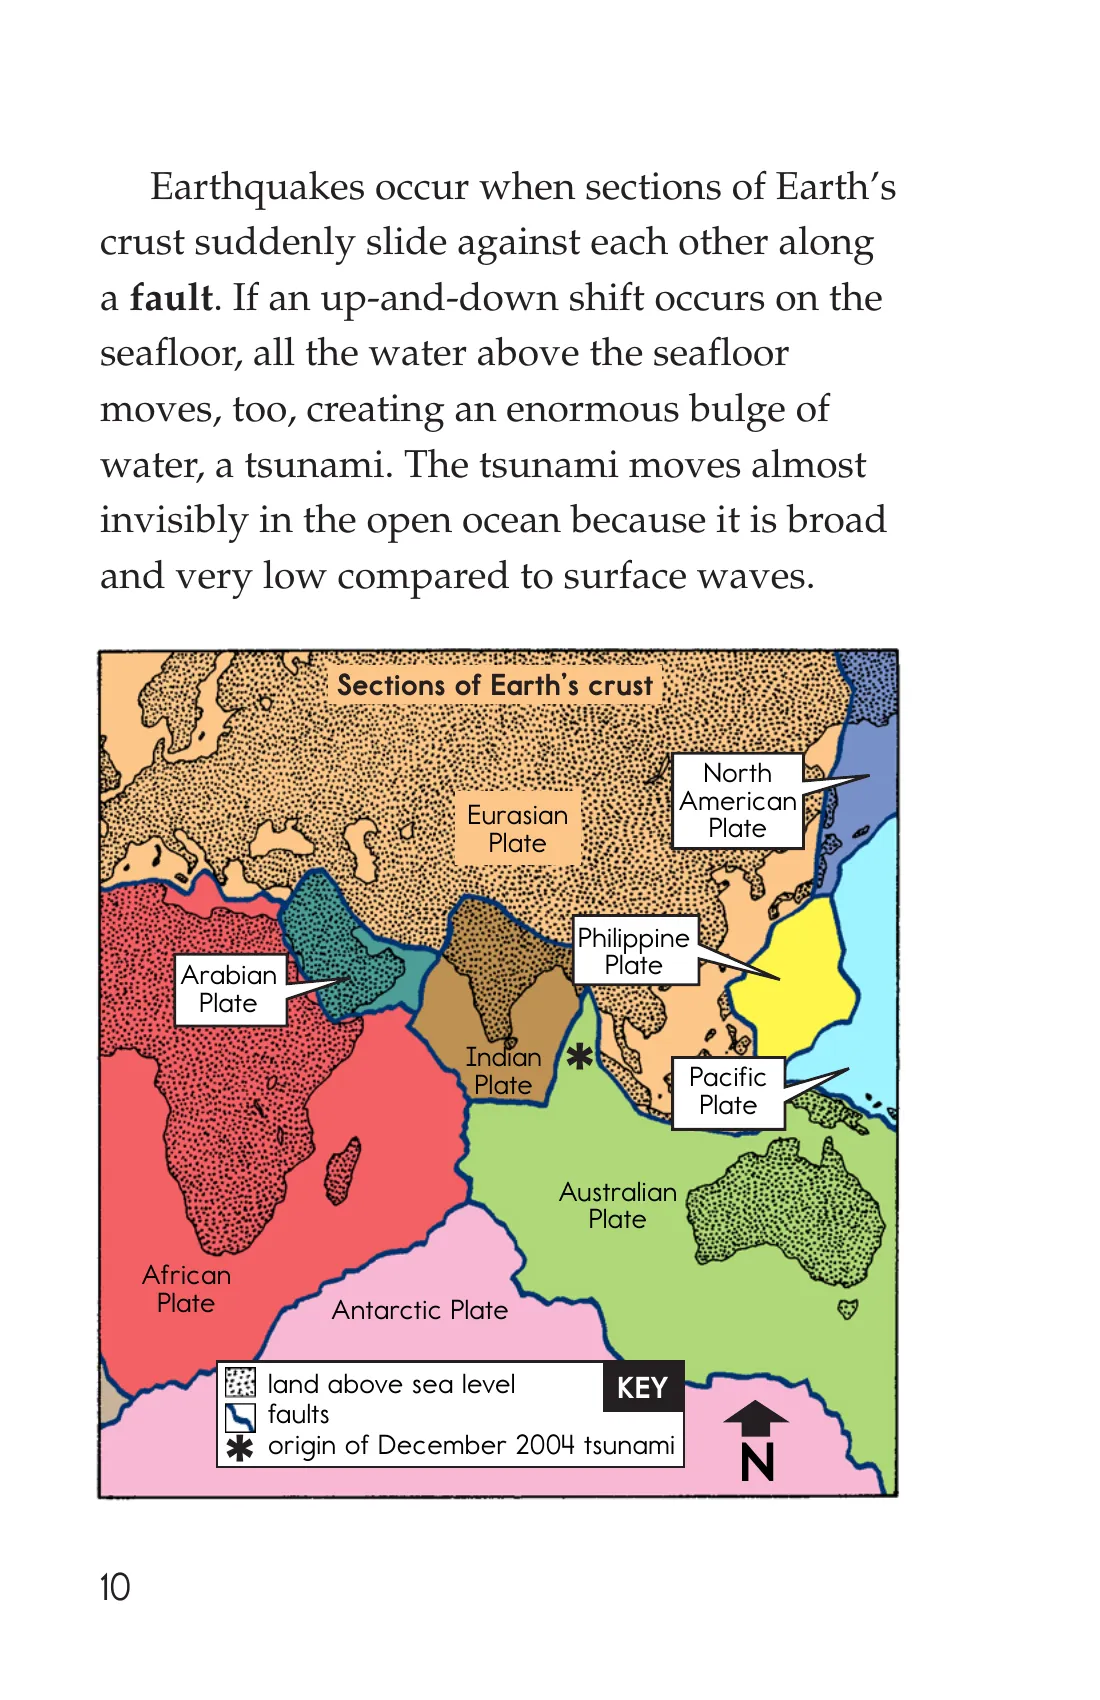 Earthquakes occur when sections of Earth’s
crust suddenly slide against each other along
a fault. If an up-and-down shift occurs on the
seafloor, all the water above the seafloor
moves, too, creating an enormous bulge of
water, a tsunami. The tsunami moves almost
invisibly in the open ocean because it is broad
and very low compared to surface waves.
Sections of Earth’s crust
North
American
Plate
Eurasian
Plate
Philippine
Plate
Arabian
Plate
Indian
Plate
Pacific
Plate
Australian
Plate
African
Plate
Antarctic Plate
KEY
land above sea level
faults
origin of December 2004 tsunami
N
10